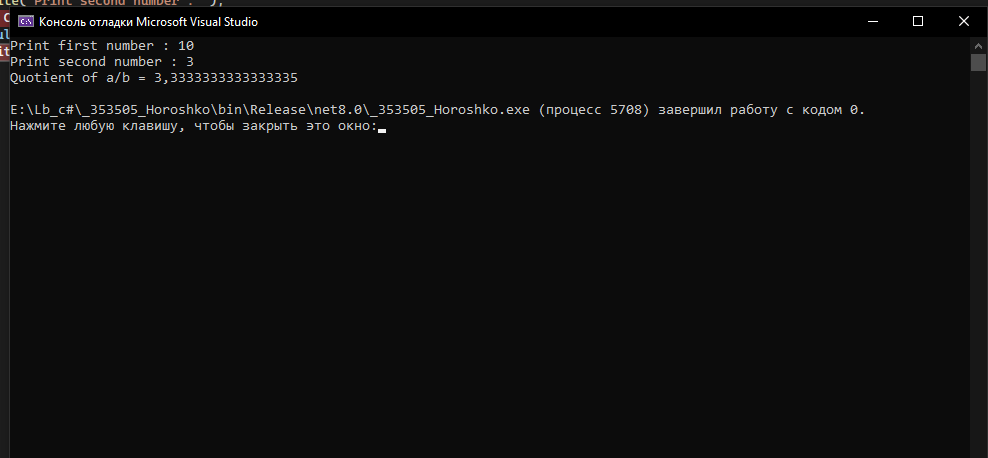 ite("Print second number : ");
Консоль отладки Microsoft Visual Studio
Print first number : 10
Print second number : 3
Quotient of a/b = 3,3333333333333335
E:\Lb_c#\_353505_Horoshko\bin\Release\net8.0\_353505_Horoshko.exe (процесс 5708) завершил работу с кодом 0.
Нажмите любую клавишу, чтобы закрыть это окно: